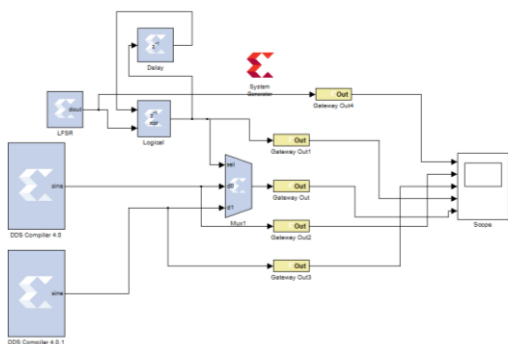 Delay
System
Generator
Out
Gateway Out4
dout
LFSR
xor
Logical
Out
Gateway Out1
sel
d0
d1
Mux1
Out
Gateway Out
sine
DDS Compiler 4.0
Out
Gateway Out2
Scope
sine
Out
Gateway Out3
DDS Compiler 4.0.1